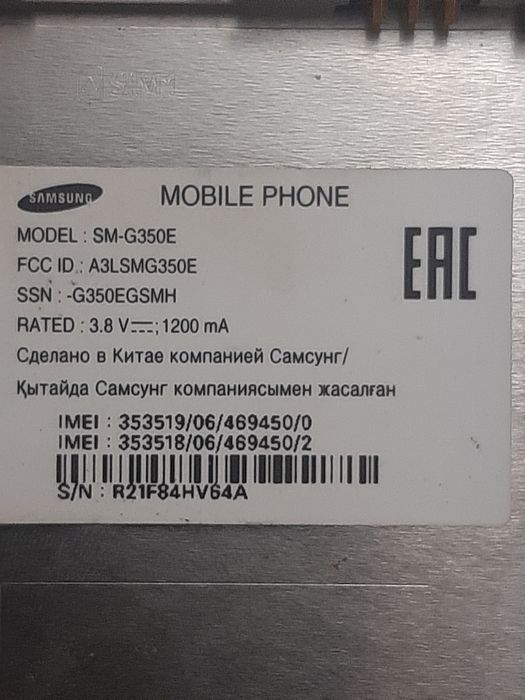 SIM1
SAMSUNG
MOBILE PHONE
MODEL : SM-G350E
FCC ID.: A3LSMG350E
SSN : -G350EGSMH
RATED : 3.8 V⎓; 1200 mA
EAC
Сделано в Китае компанией Самсунг/
Қытайда Самсунг компаниясымен жасалған
IMEI : 353519/06/469450/0
IMEI : 353518/06/469450/2
S/N : R21F84HV64A